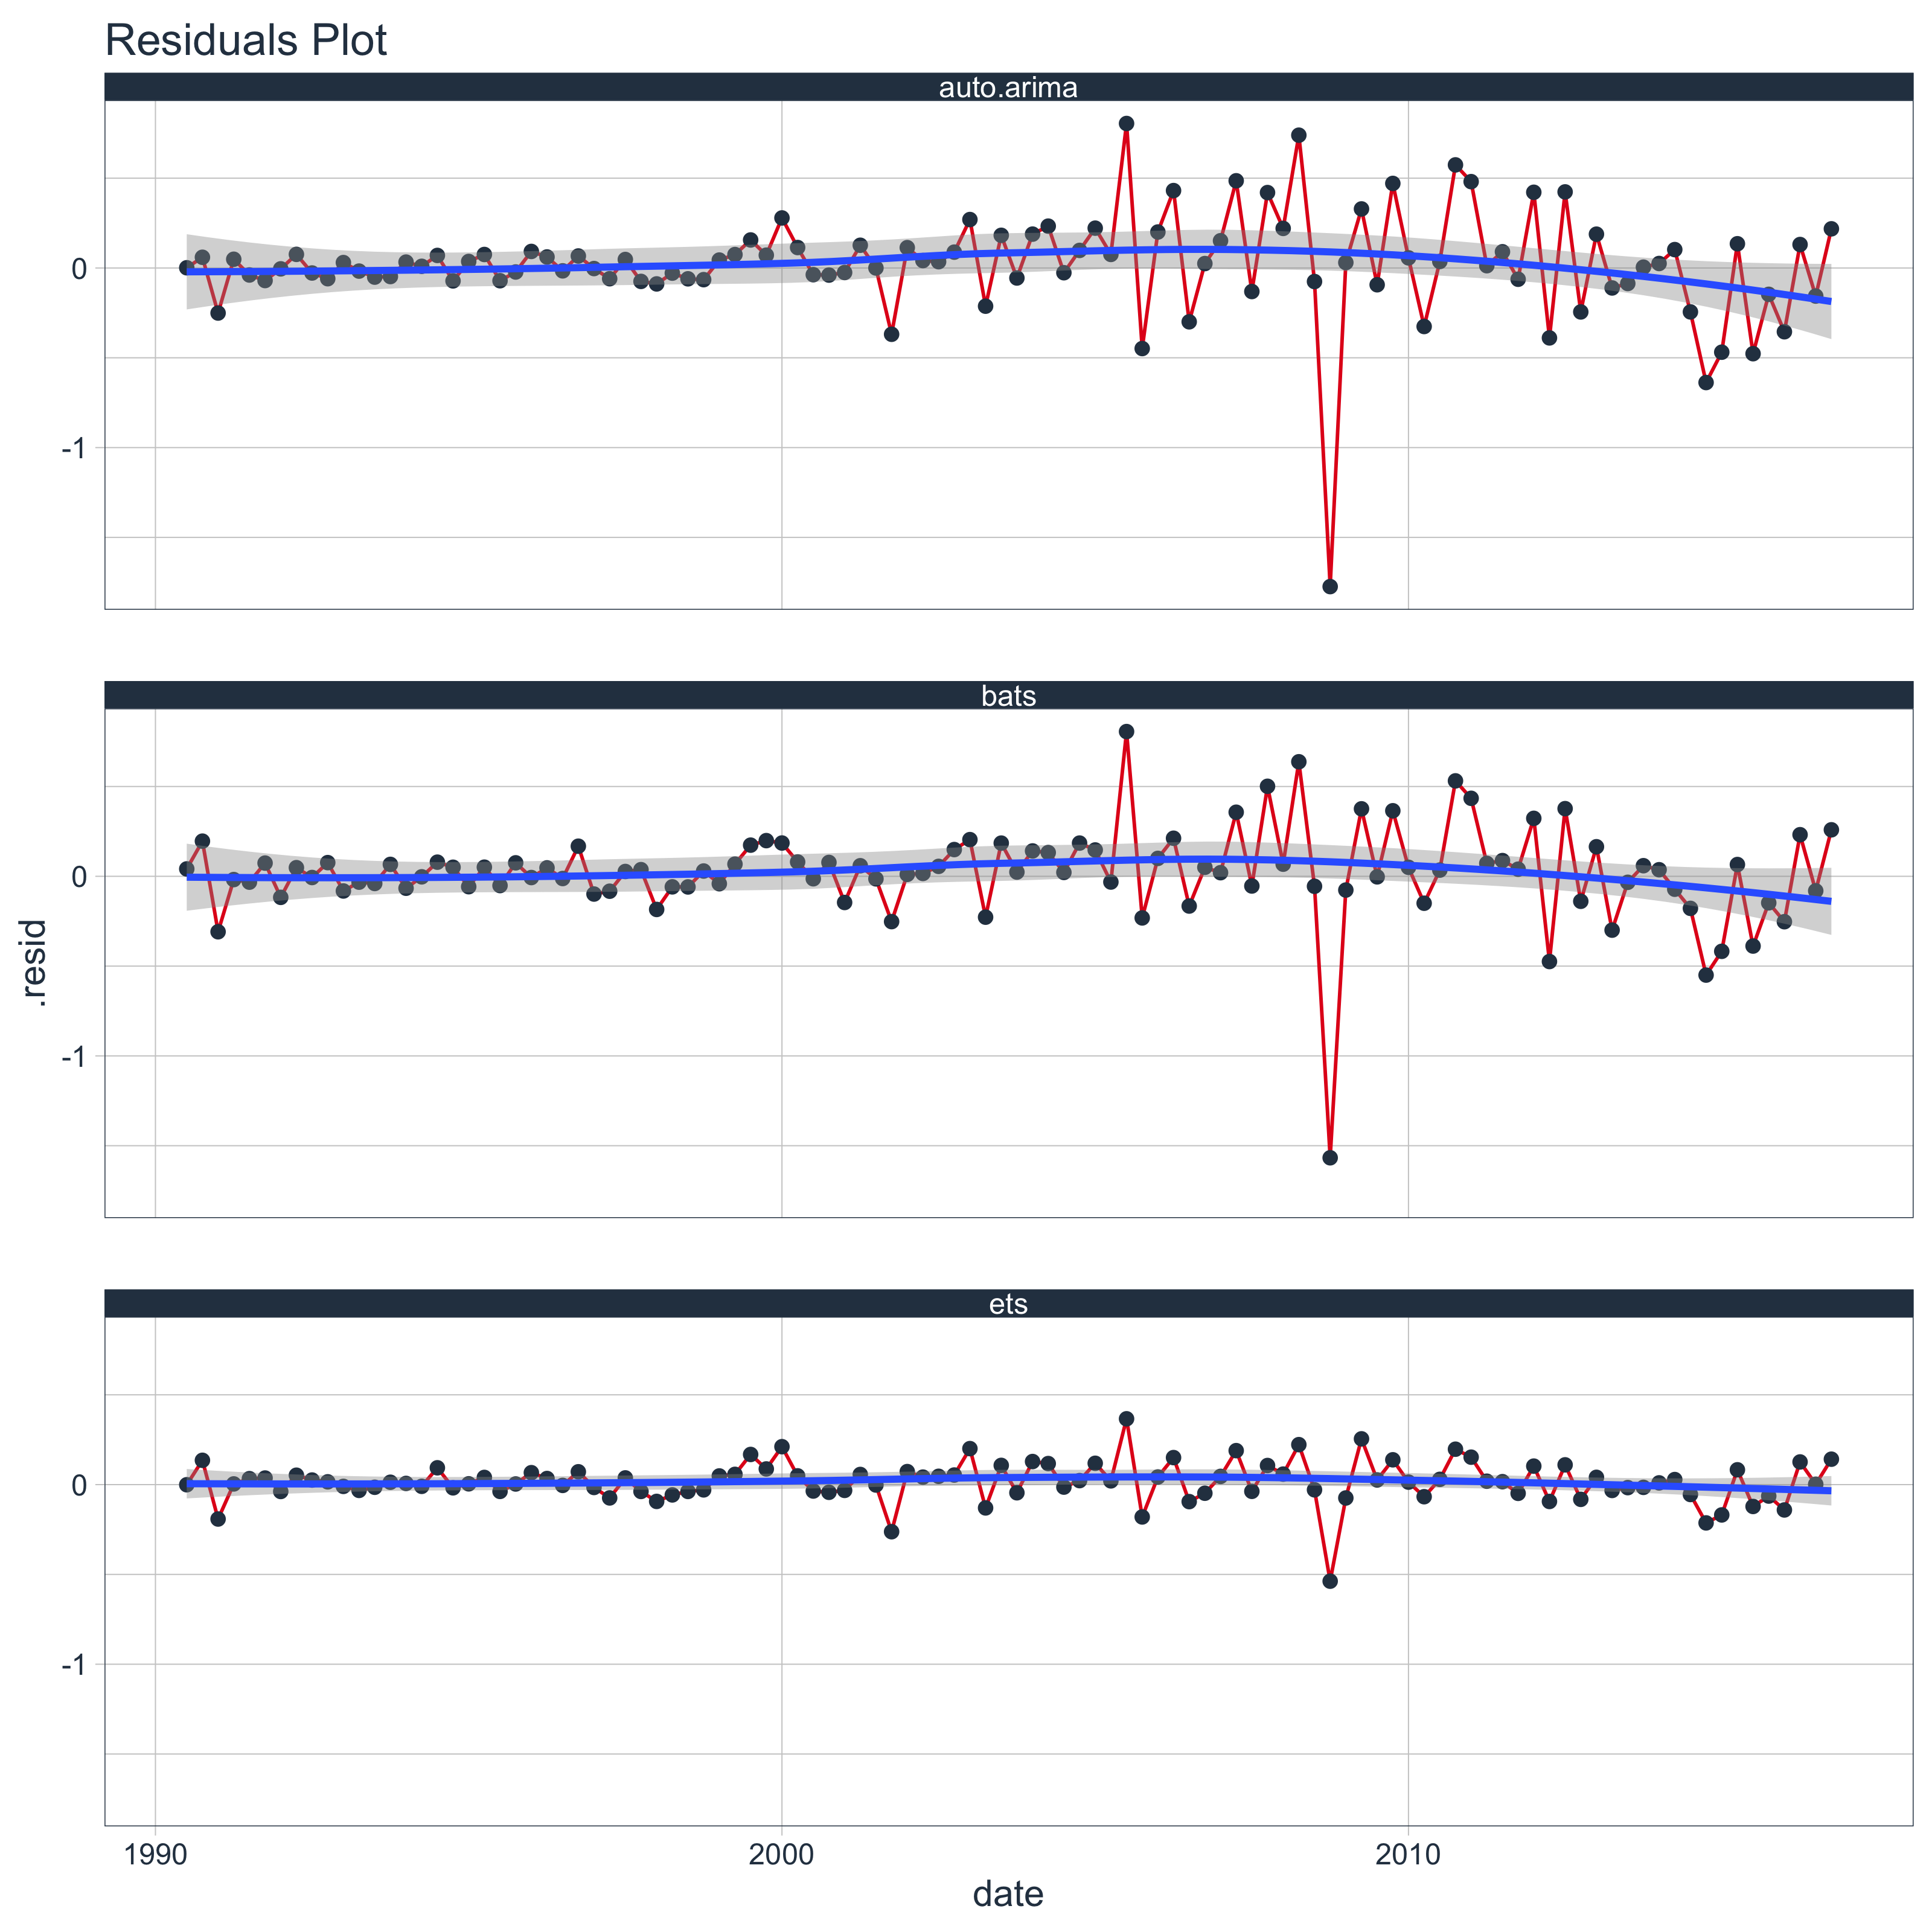 Residuals Plot
auto.arima
0
-1
bats
0
-1
.resid
ets
0
-1
1990
2000
2010
date